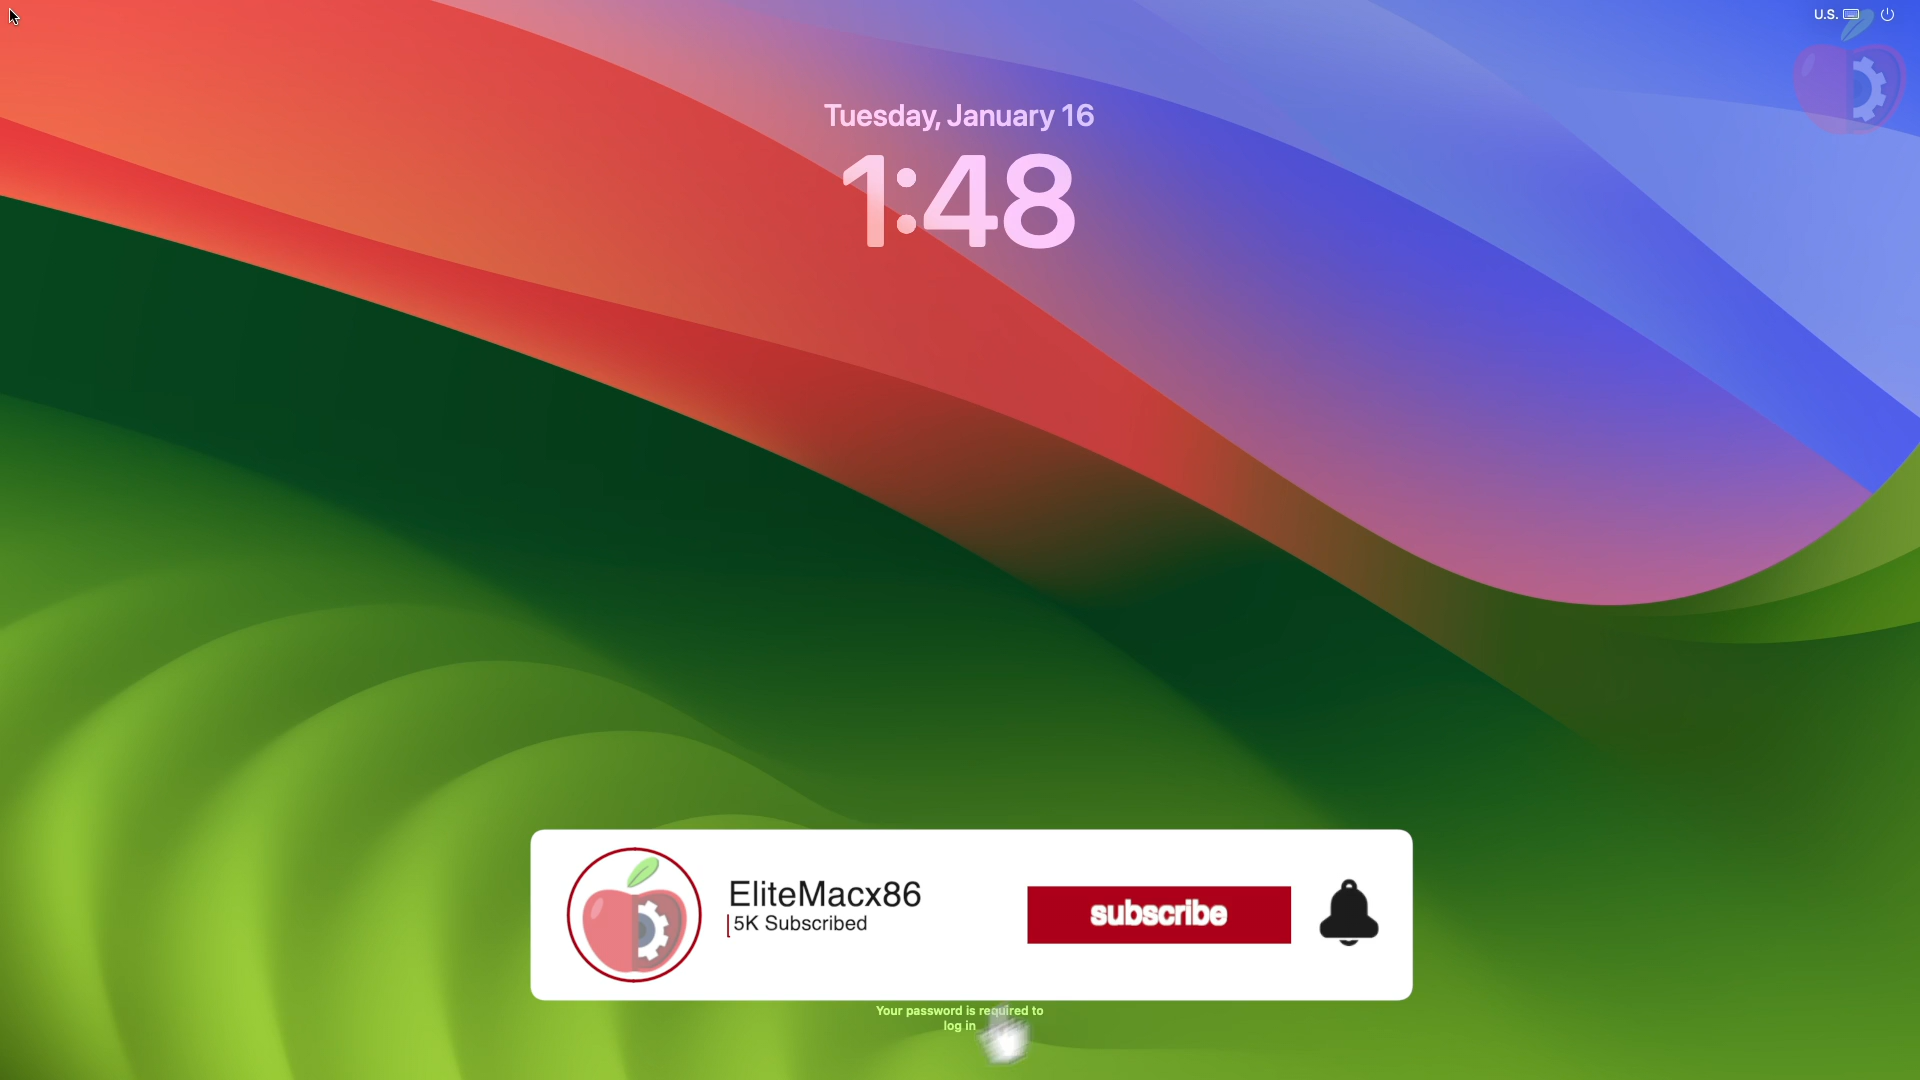 U.S.
Tuesday, January 16
1:48
EliteMacx86
5K Subscribed
subscribe
Your password is required to
log in